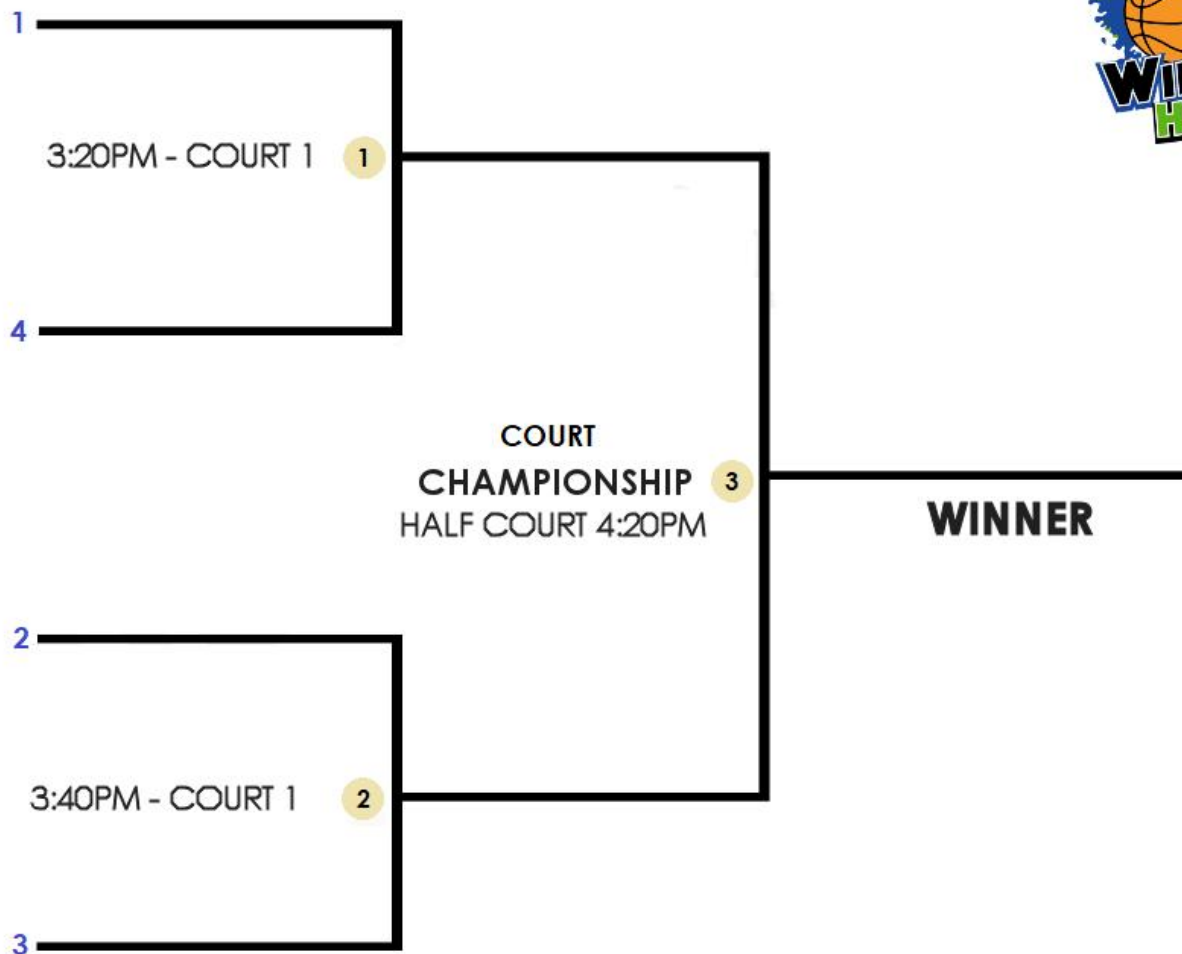 1
3:20PM - COURT 1 1
4
COURT
CHAMPIONSHIP 3
HALF COURT 4:20PM
WINNER
2
3:40PM - COURT 1 2
3